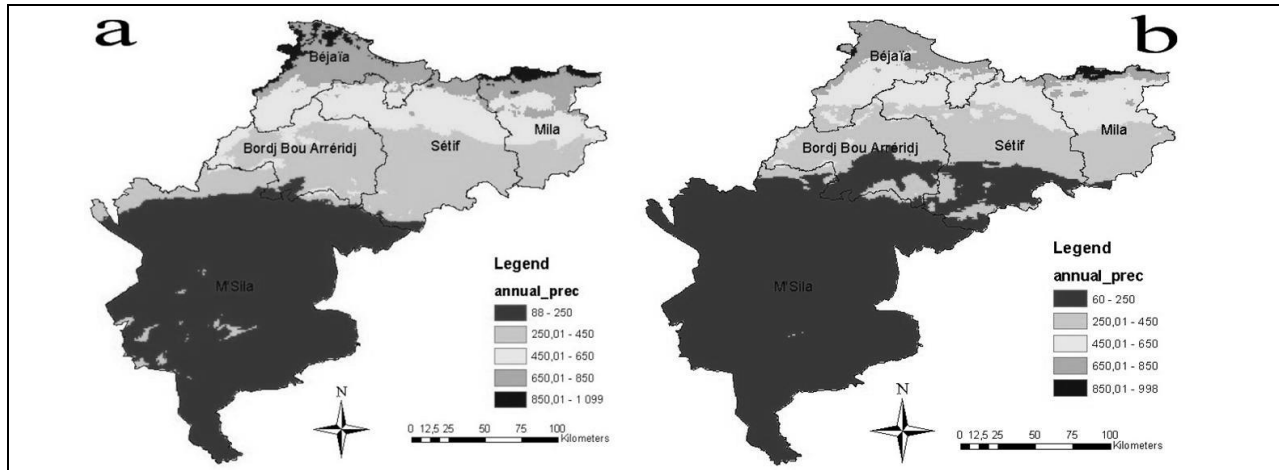 a
Béjaïa
Mila
Bordj Bou Arréridj
Sétif
M'Sila
Legend
annual_prec
88 - 250
250,01 - 450
450,01 - 650
650,01 - 850
850,01 - 1 099
N
0 12,5 25 50 75 100
Kilometers
b
Béjaïa
Mila
Bordj Bou Arréridj
Sétif
M'Sila
Legend
annual_prec
60 - 250
250,01 - 450
450,01 - 650
650,01 - 850
850,01 - 998
N
0 12,5 25 50 75 100
Kilometers